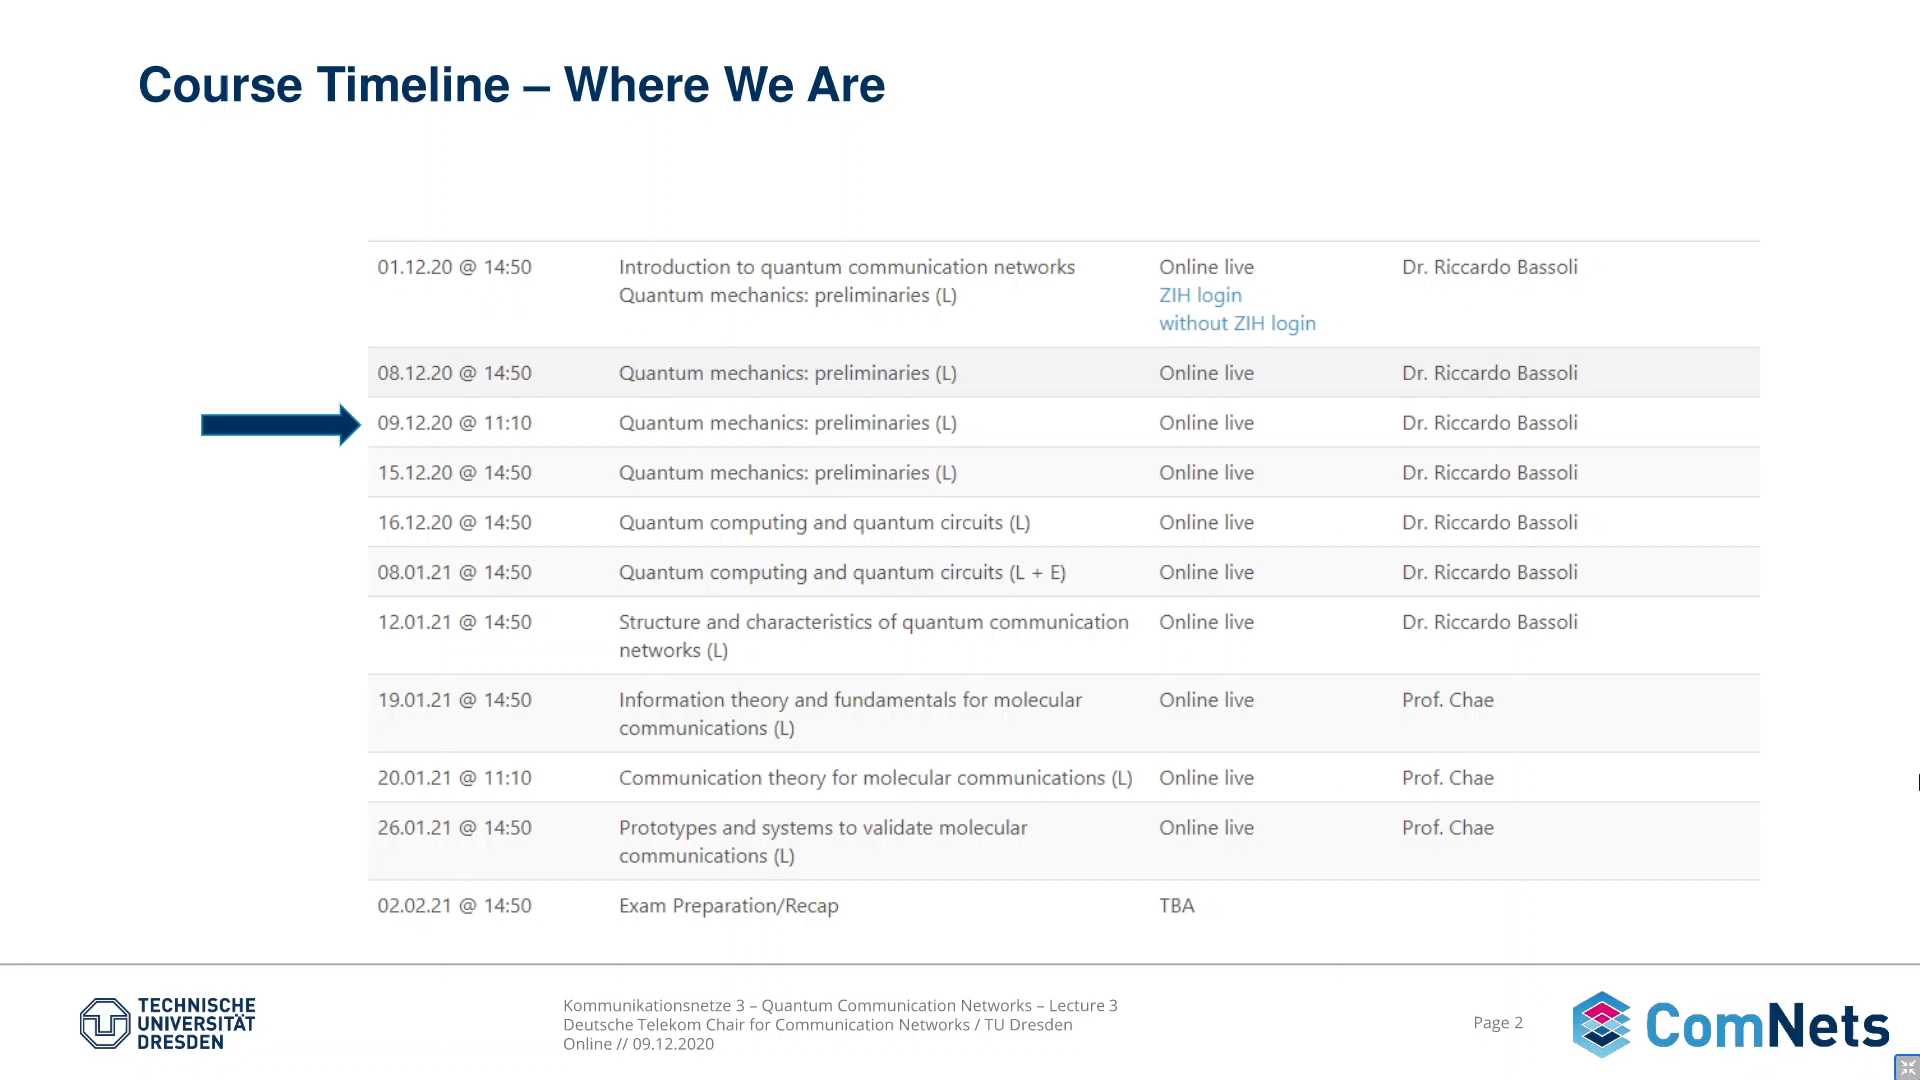 Course Timeline – Where We Are
01.12.20 @ 14:50 Introduction to quantum communication networks Online live Dr. Riccardo Bassoli
Quantum mechanics: preliminaries (L) ZIH login
without ZIH login
08.12.20 @ 14:50 Quantum mechanics: preliminaries (L) Online live Dr. Riccardo Bassoli
09.12.20 @ 11:10 Quantum mechanics: preliminaries (L) Online live Dr. Riccardo Bassoli
15.12.20 @ 14:50 Quantum mechanics: preliminaries (L) Online live Dr. Riccardo Bassoli
16.12.20 @ 14:50 Quantum computing and quantum circuits (L) Online live Dr. Riccardo Bassoli
08.01.21 @ 14:50 Quantum computing and quantum circuits (L + E) Online live Dr. Riccardo Bassoli
12.01.21 @ 14:50 Structure and characteristics of quantum communication Online live Dr. Riccardo Bassoli
networks (L)
19.01.21 @ 14:50 Information theory and fundamentals for molecular Online live Prof. Chae
communications (L)
20.01.21 @ 11:10 Communication theory for molecular communications (L) Online live Prof. Chae
26.01.21 @ 14:50 Prototypes and systems to validate molecular Online live Prof. Chae
communications (L)
02.02.21 @ 14:50 Exam Preparation/Recap TBA
TECHNISCHE
UNIVERSITÄT
DRESDEN
Kommunikationsnetze 3 – Quantum Communication Networks – Lecture 3
Deutsche Telekom Chair for Communication Networks / TU Dresden
Online // 09.12.2020
Page 2
ComNets